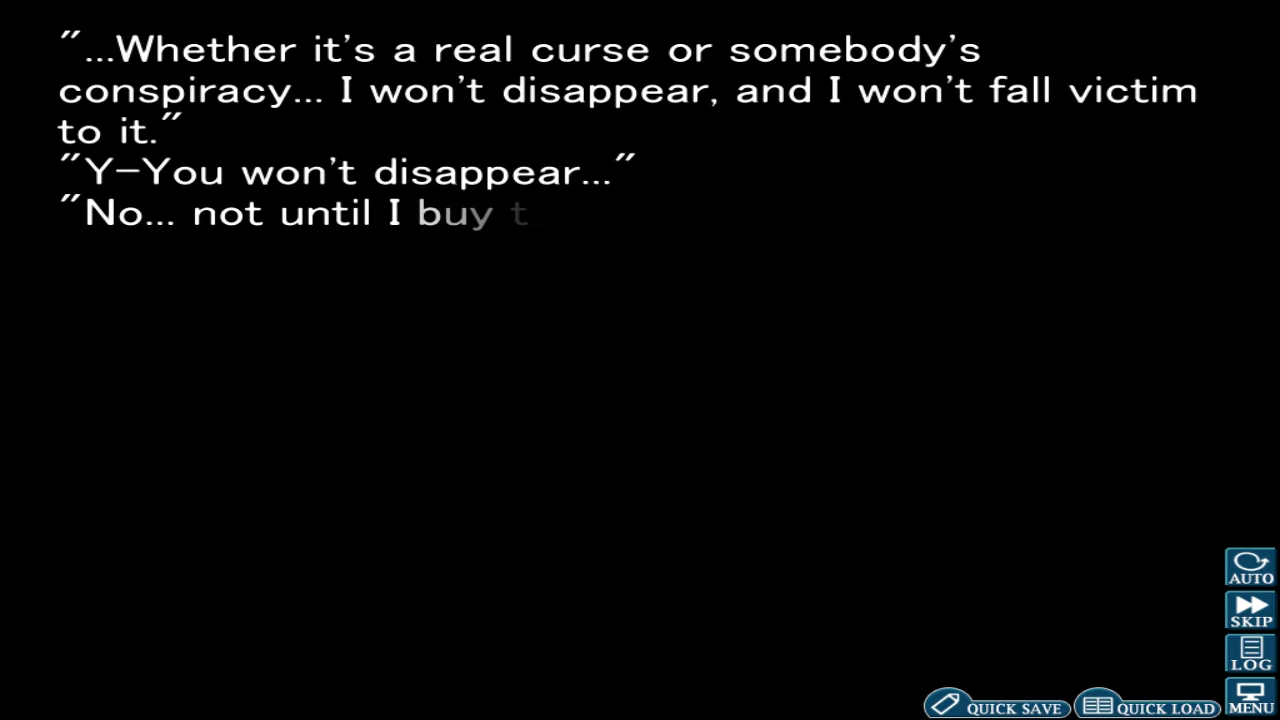 "...Whether it's a real curse or somebody's
conspiracy... I won't disappear, and I won't fall victim
to it."
"Y-You won't disappear..."
"No... not until I buy t
AUTO
SKIP
LOG
QUICK SAVE QUICK LOAD MENU